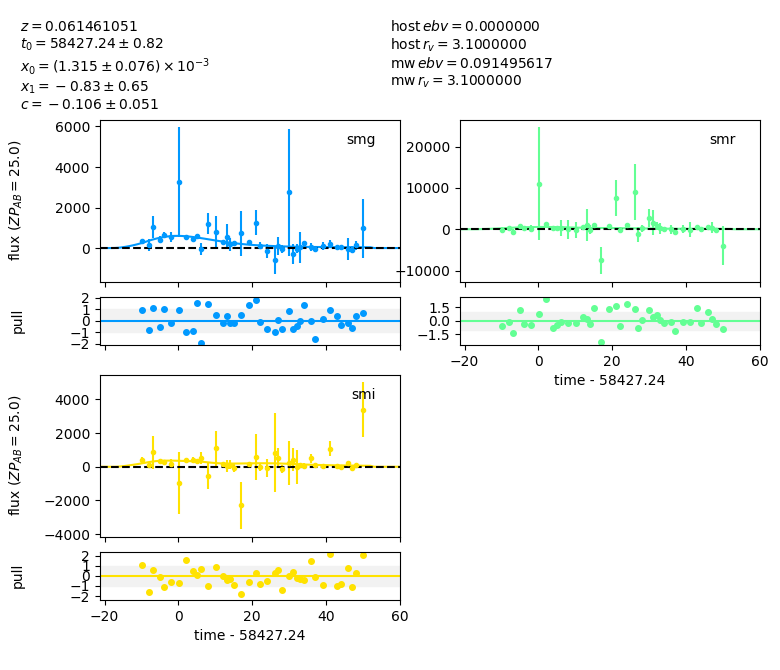 z = 0.061461051
t₀ = 58427.24 ± 0.82
x₀ = (1.315 ± 0.076) × 10⁻³
x₁ = −0.83 ± 0.65
c = −0.106 ± 0.051
host ebv = 0.0000000
host r_v = 3.1000000
mw ebv = 0.091495617
mw r_v = 3.1000000
smg
flux (ZP_AB = 25.0)
6000
4000
2000
0
pull
2
1
0
−1
−2
smr
20000
10000
0
−10000
1.5
0.0
−1.5
−20 0 20 40 60
time - 58427.24
smi
flux (ZP_AB = 25.0)
4000
2000
0
−2000
−4000
pull
2
1
0
−1
−2
−20 0 20 40 60
time - 58427.24